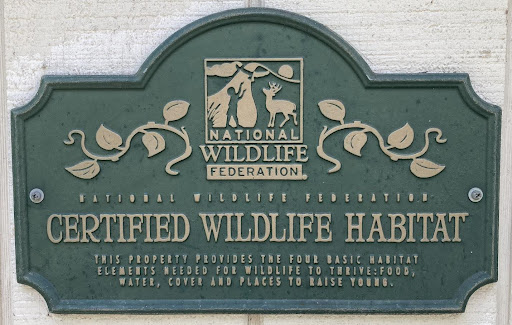 NATIONAL
WILDLIFE
FEDERATION
NATIONAL WILDLIFE FEDERATION
CERTIFIED WILDLIFE HABITAT
THIS PROPERTY PROVIDES THE FOUR BASIC HABITAT
ELEMENTS NEEDED FOR WILDLIFE TO THRIVE:FOOD,
WATER, COVER AND PLACES TO RAISE YOUNG.